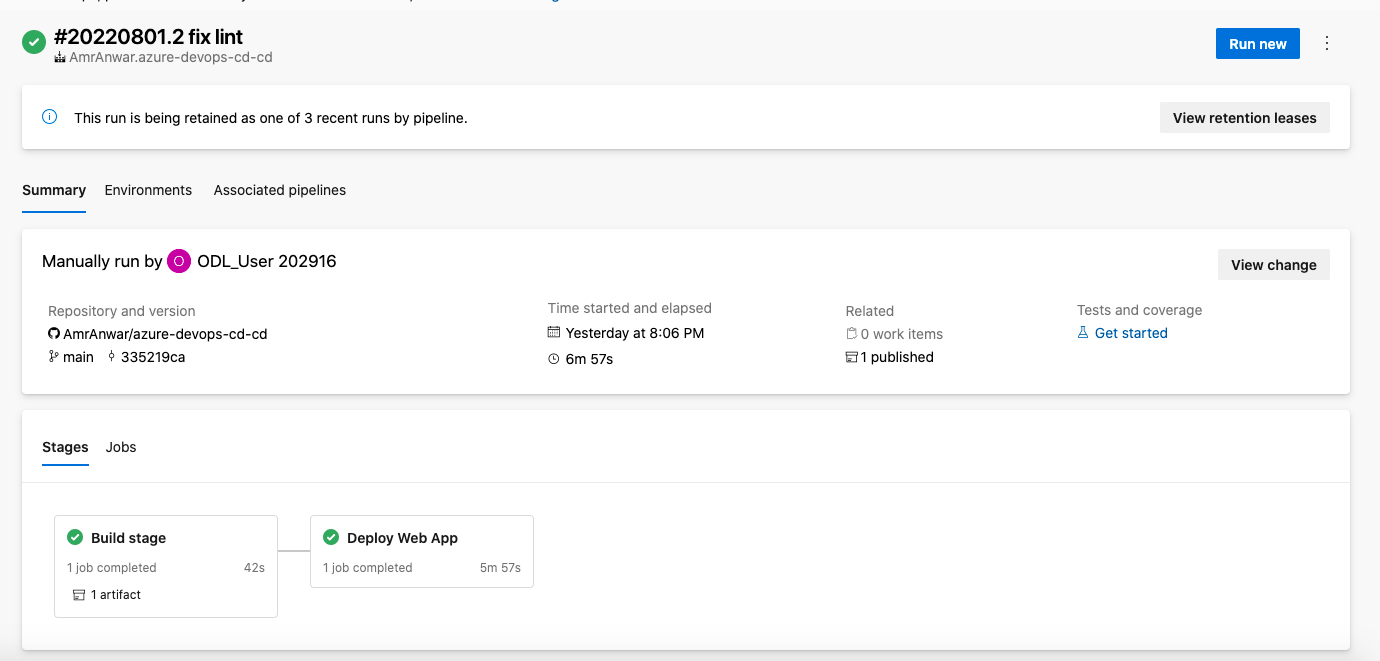 #20220801.2 fix lint
AmrAnwar.azure-devops-cd-cd
Run new
This run is being retained as one of 3 recent runs by pipeline.
View retention leases
Summary Environments Associated pipelines
Manually run by O ODL_User 202916
View change
Repository and version
AmrAnwar/azure-devops-cd-cd
main 335219ca
Time started and elapsed
Yesterday at 8:06 PM
6m 57s
Related
0 work items
1 published
Tests and coverage
Get started
Stages Jobs
Build stage
1 job completed 42s
1 artifact
Deploy Web App
1 job completed 5m 57s